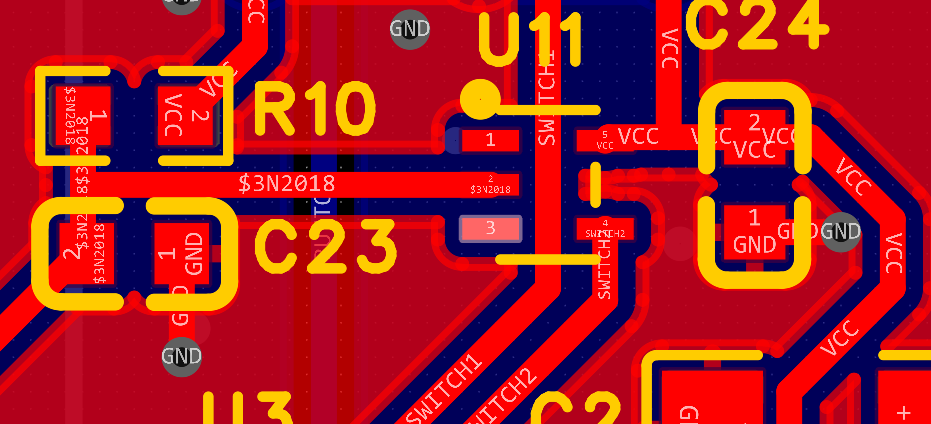 VCC
GND
U11
C24
VCC
SWITCH1
VCC
R10
$3N2018
1
VCC
2
1
5
VCC
VCC
VCC
2
VCC
VCC
$3N2018
$3N2018
2
$3N2018
VCC
C23
3
4
SWITCH2
1
GND
GND
GND
2
$3N2018
$3N2018
1
GND
SWITCH2
VCC
GND
GND
VCC
SWITCH1
SWITCH2
U3
C2
G
+